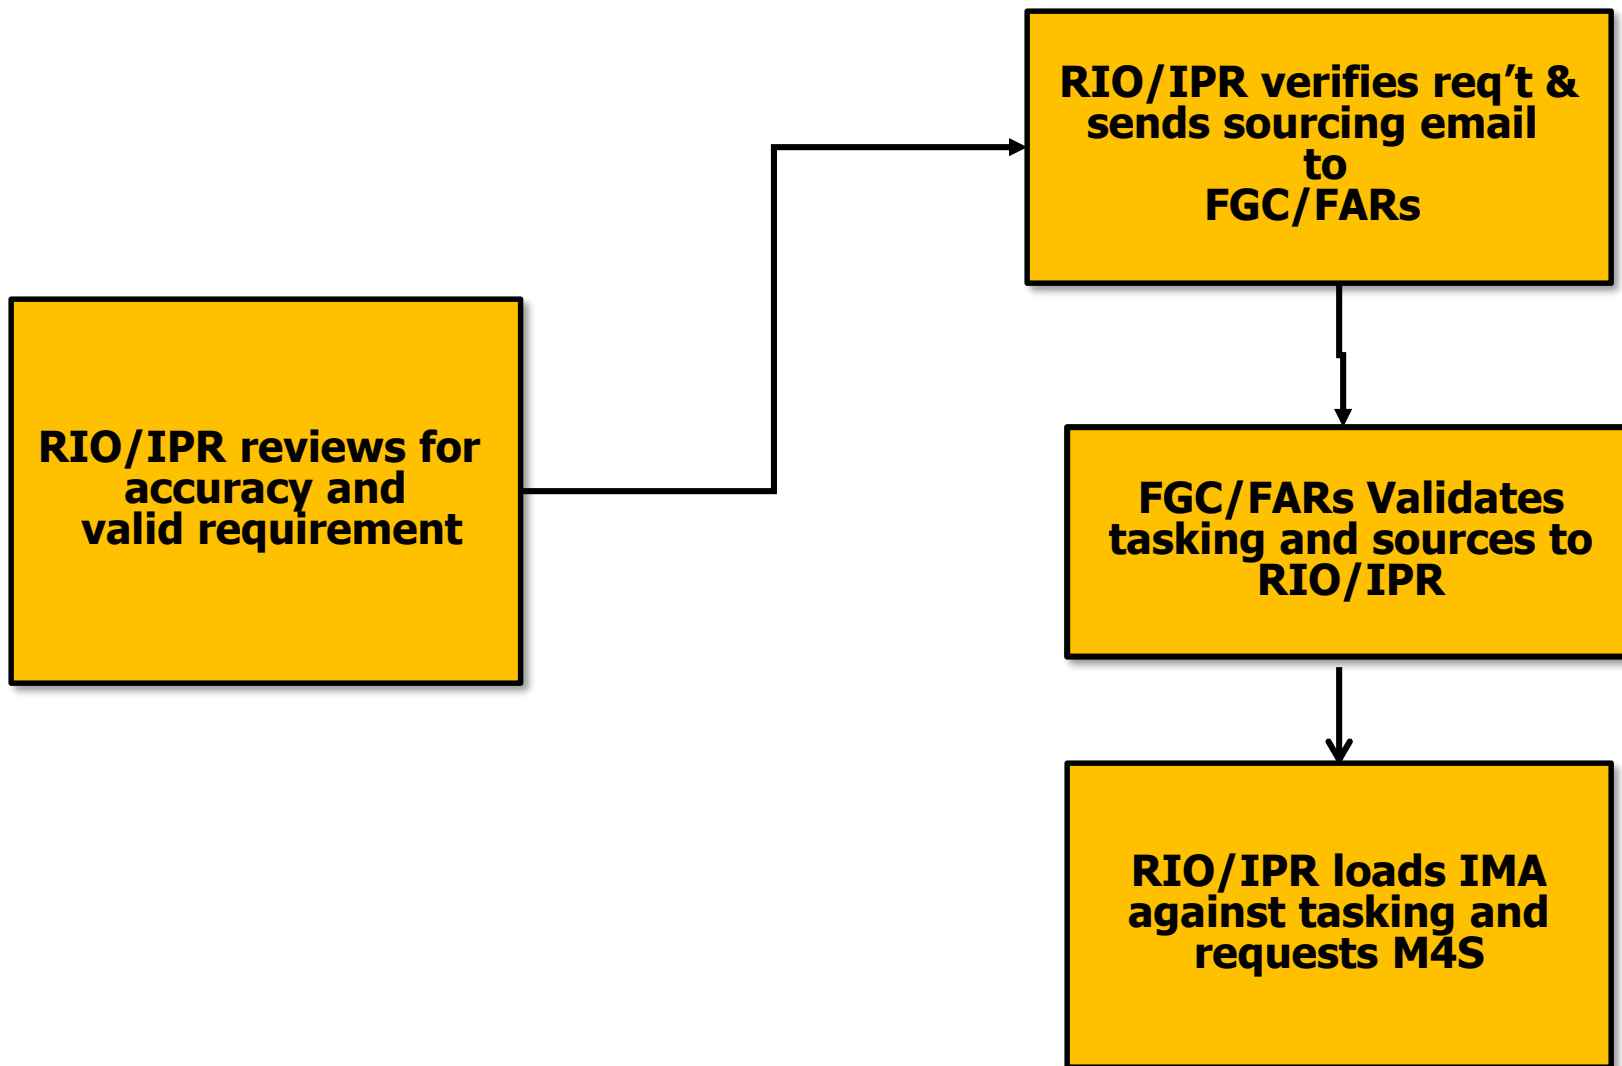 RIO/IPR reviews for
accuracy and
valid requirement
RIO/IPR verifies req’t &
sends sourcing email
to
FGC/FARs
FGC/FARs Validates
tasking and sources to
RIO/IPR
RIO/IPR loads IMA
against tasking and
requests M4S